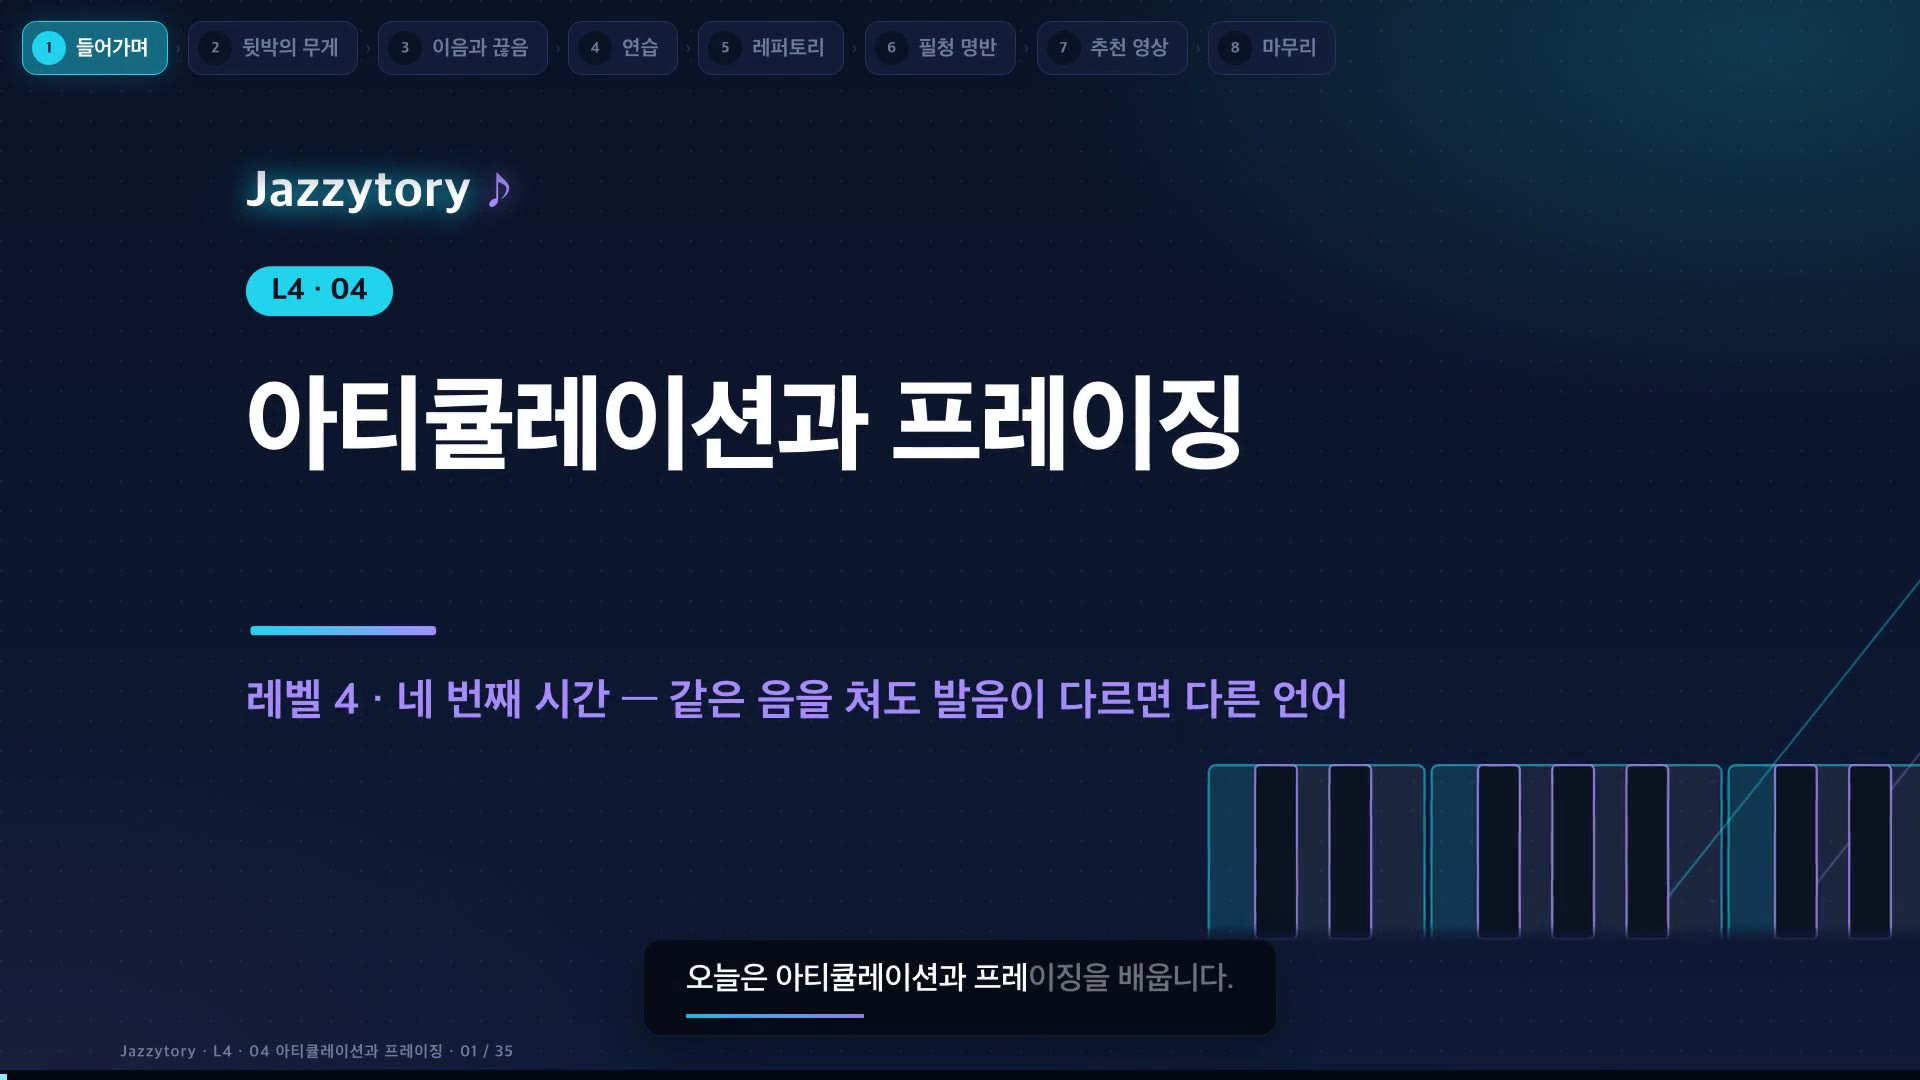 1 들어가며 › 2 뒷박의 무게 › 3 이음과 끊음 › 4 연습 › 5 레퍼토리 › 6 필청 명반 › 7 추천 영상 › 8 마무리
Jazzytory ♪
L4 · 04
아티큘레이션과 프레이징
레벨 4 · 네 번째 시간 — 같은 음을 쳐도 발음이 다르면 다른 언어
오늘은 아티큘레이션과 프레이징을 배웁니다.
Jazzytory · L4 · 04 아티큘레이션과 프레이징 · 01 / 35